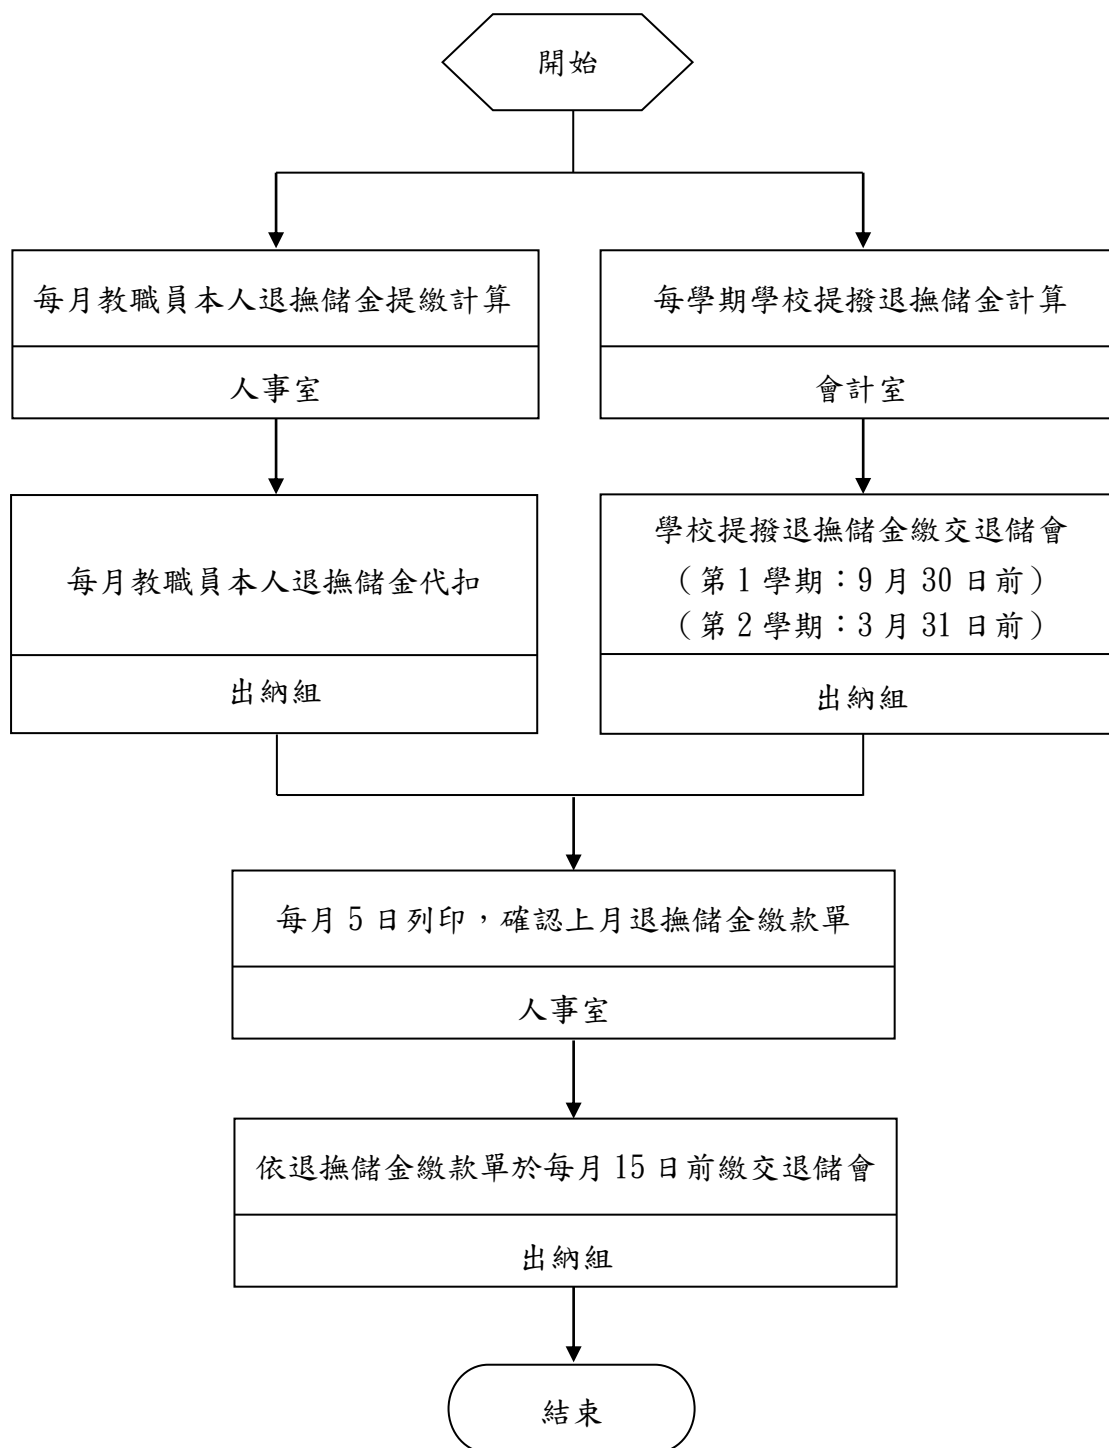 開始
每月教職員本人退撫儲金提繳計算
人事室
每學期學校提撥退撫儲金計算
會計室
每月教職員本人退撫儲金代扣
出納組
學校提撥退撫儲金繳交退儲會
（第1學期：9月30日前）
（第2學期：3月31日前）
出納組
每月5日列印，確認上月退撫儲金繳款單
人事室
依退撫儲金繳款單於每月15日前繳交退儲會
出納組
結束